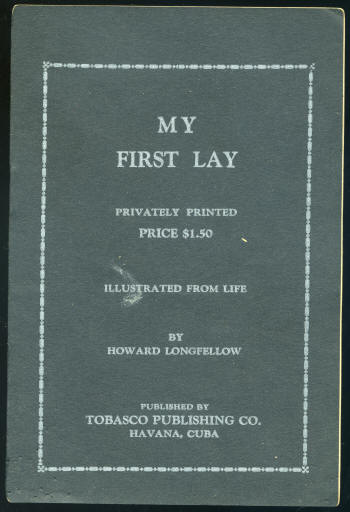 MY
FIRST LAY
PRIVATELY PRINTED
PRICE $1.50
ILLUSTRATED FROM LIFE
BY
HOWARD LONGFELLOW
PUBLISHED BY
TOBASCO PUBLISHING CO.
HAVANA, CUBA